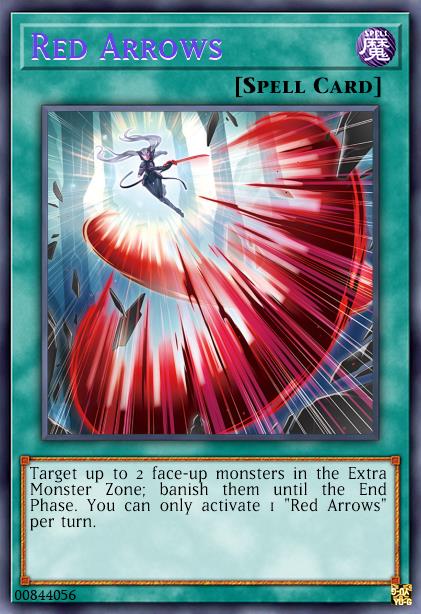 Red Arrows
SPELL
魔
[Spell Card]
Target up to 2 face-up monsters in the Extra
Monster Zone; banish them until the End
Phase. You can only activate 1 "Red Arrows"
per turn.
00844056